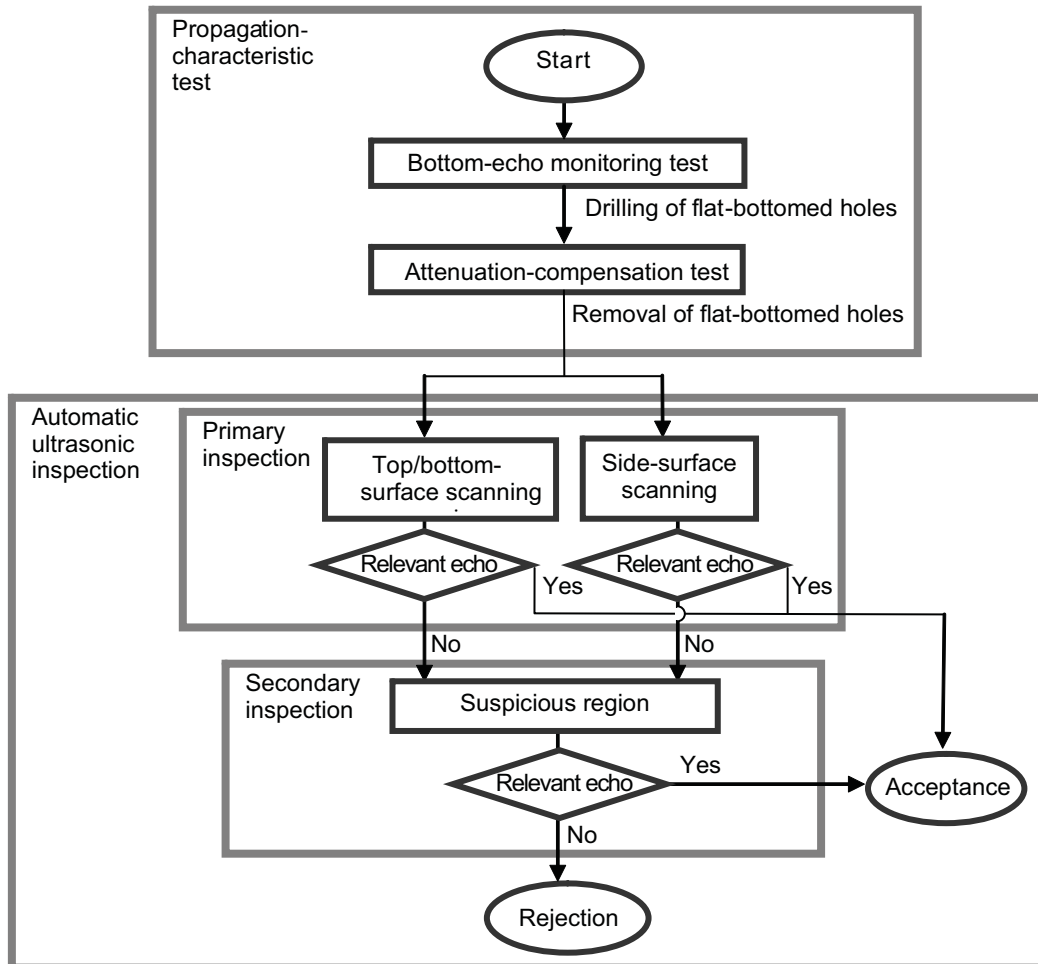 Propagation-
characteristic
test
Start
Bottom-echo monitoring test
Drilling of flat-bottomed holes
Attenuation-compensation test
Removal of flat-bottomed holes
Automatic
ultrasonic
inspection
Primary
inspection
Top/bottom-
surface scanning
Side-surface
scanning
Relevant echo
Relevant echo
Yes
Yes
No
No
Secondary
inspection
Suspicious region
Relevant echo
Yes
Acceptance
No
Rejection